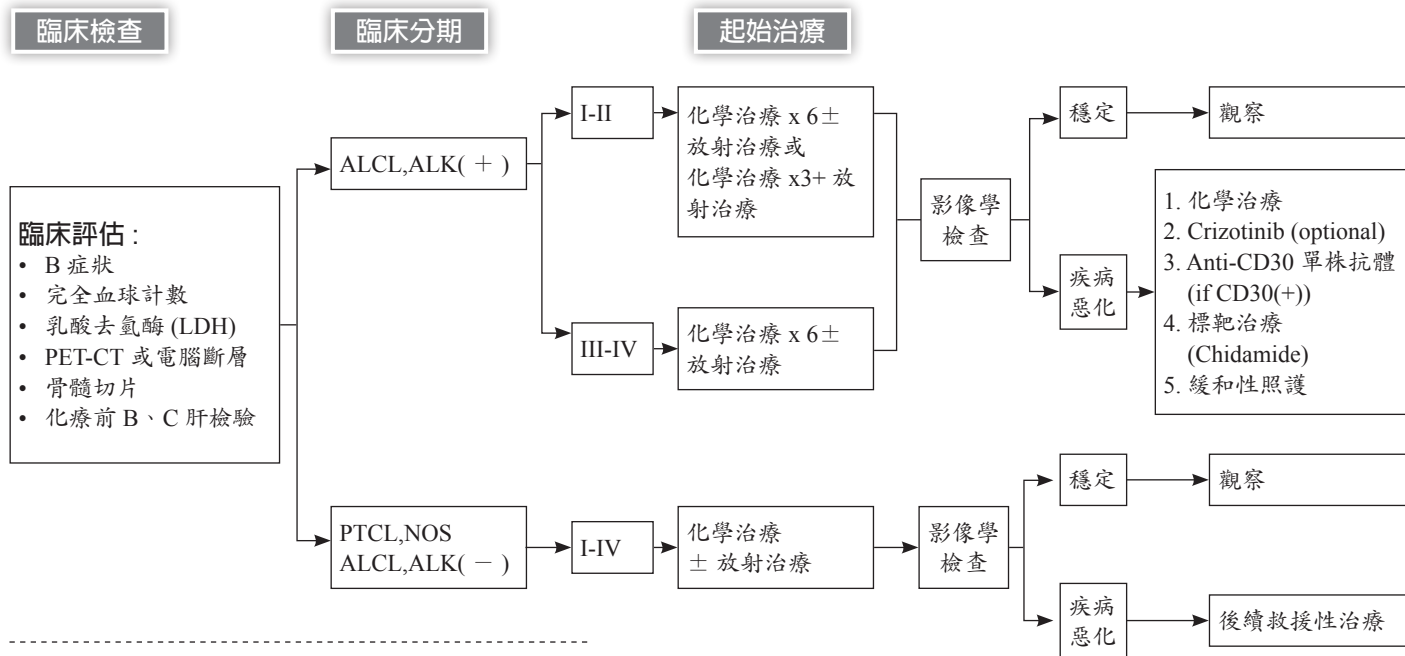 臨床檢查
臨床分期
起始治療
臨床評估 :
• B 症狀
• 完全血球計數
• 乳酸去氫酶 (LDH)
• PET-CT 或電腦斷層
• 骨髓切片
• 化療前 B、C 肝檢驗
ALCL,ALK( + )
I-II
化學治療 x 6±
放射治療或
化學治療 x3+ 放
射治療
III-IV
化學治療 x 6±
放射治療
影像學
檢查
穩定
觀察
疾病
惡化
1. 化學治療
2. Crizotinib (optional)
3. Anti-CD30 單株抗體
(if CD30(+))
4. 標靶治療
(Chidamide)
5. 緩和性照護
PTCL,NOS
ALCL,ALK( − )
I-IV
化學治療
± 放射治療
影像學
檢查
穩定
觀察
疾病
惡化
後續救援性治療